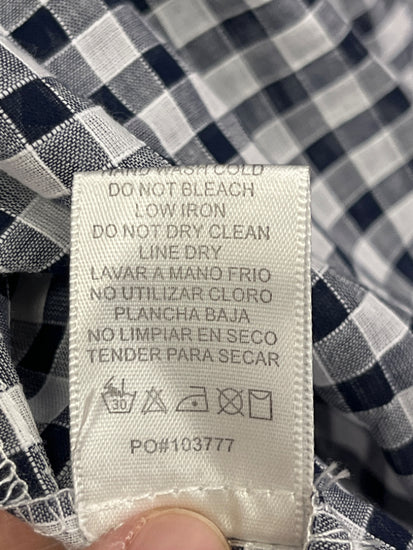 HAND WASH COLD
DO NOT BLEACH
LOW IRON
DO NOT DRY CLEAN
LINE DRY
LAVAR A MANO FRIO
NO UTILIZAR CLORO
PLANCHA BAJA
NO LIMPIAR EN SECO
TENDER PARA SECAR
30
PO#103777